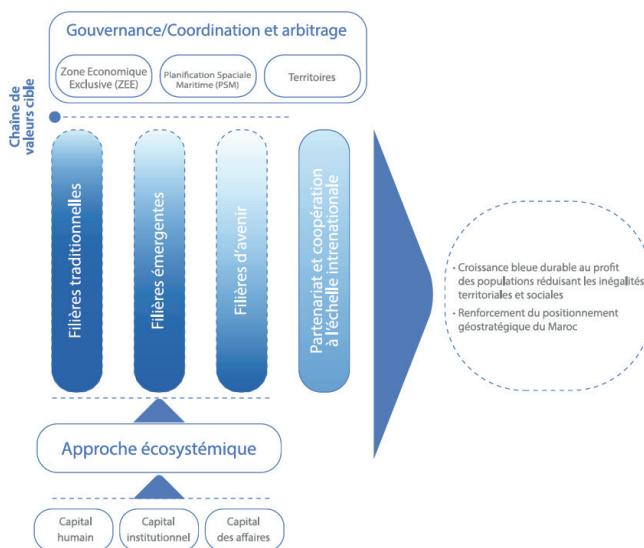 Gouvernance/Coordination et arbitrage
Zone Economique
Exclusive (ZEE)
Planification Spaciale
Maritime (PSM)
Territoires
Chaîne de
valeurs cible
Filières traditionnelles
Filières émergentes
Filières d'avenir
Partenariat et coopération
à l'échelle intrenationale
· Croissance bleue durable au profit
des populations réduisant les inégalités
territoriales et sociales
· Renforcement du positionnement
géostratégique du Maroc
Approche écosystémique
Capital
humain
Capital
institutionnel
Capital
des affaires